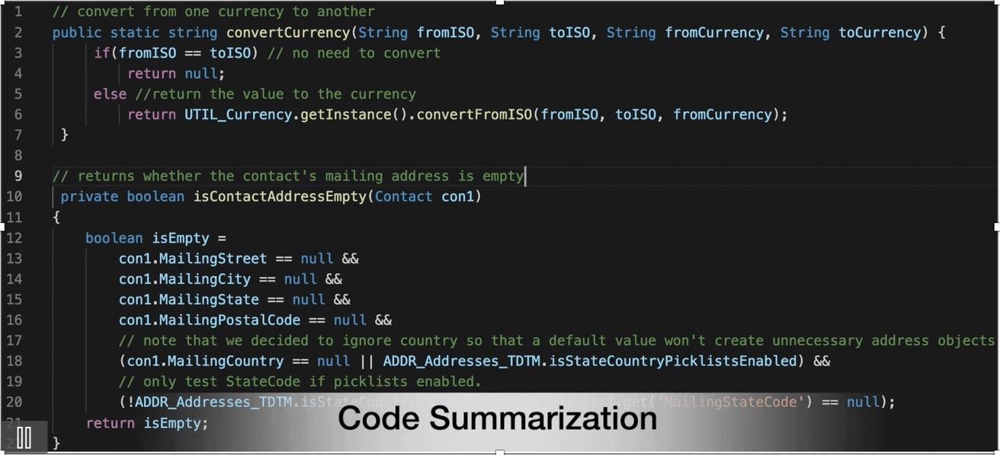 1 // convert from one currency to another
2 public static string convertCurrency(String fromISO, String toISO, String fromCurrency, String toCurrency) {
3 if(fromISO == toISO) // no need to convert
4 return null;
5 else //return the value to the currency
6 return UTIL_Currency.getInstance().convertFromISO(fromISO, toISO, fromCurrency);
7 }
8
9 // returns whether the contact's mailing address is empty
10 private boolean isContactAddressEmpty(Contact con1)
11 {
12 boolean isEmpty =
13 con1.MailingStreet == null &&
14 con1.MailingCity == null &&
15 con1.MailingState == null &&
16 con1.MailingPostalCode == null &&
17 // note that we decided to ignore country so that a default value won't create unnecessary address objects
18 (con1.MailingCountry == null || ADDR_Addresses_TDTM.isStateCountryPicklistsEnabled) &&
19 // only test StateCode if picklists enabled.
20 (!ADDR_Addresses_TDTM.isStateCountry .get('MailingStateCode') == null);
21 return isEmpty;
}
Code Summarization